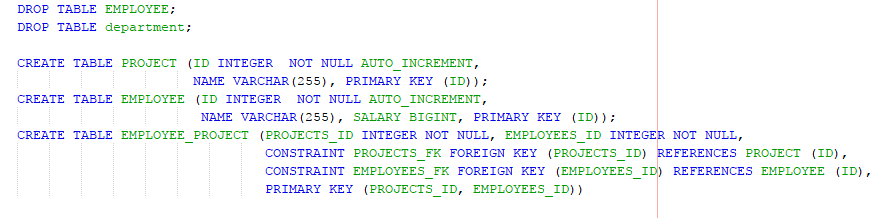 DROP TABLE EMPLOYEE;
DROP TABLE department;
CREATE TABLE PROJECT (ID INTEGER  NOT NULL AUTO_INCREMENT,
NAME VARCHAR(255), PRIMARY KEY (ID));
CREATE TABLE EMPLOYEE (ID INTEGER  NOT NULL AUTO_INCREMENT,
NAME VARCHAR(255), SALARY BIGINT, PRIMARY KEY (ID));
CREATE TABLE EMPLOYEE_PROJECT (PROJECTS_ID INTEGER NOT NULL, EMPLOYEES_ID INTEGER NOT NULL,
CONSTRAINT PROJECTS_FK FOREIGN KEY (PROJECTS_ID) REFERENCES PROJECT (ID),
CONSTRAINT EMPLOYEES_FK FOREIGN KEY (EMPLOYEES_ID) REFERENCES EMPLOYEE (ID),
PRIMARY KEY (PROJECTS_ID, EMPLOYEES_ID))